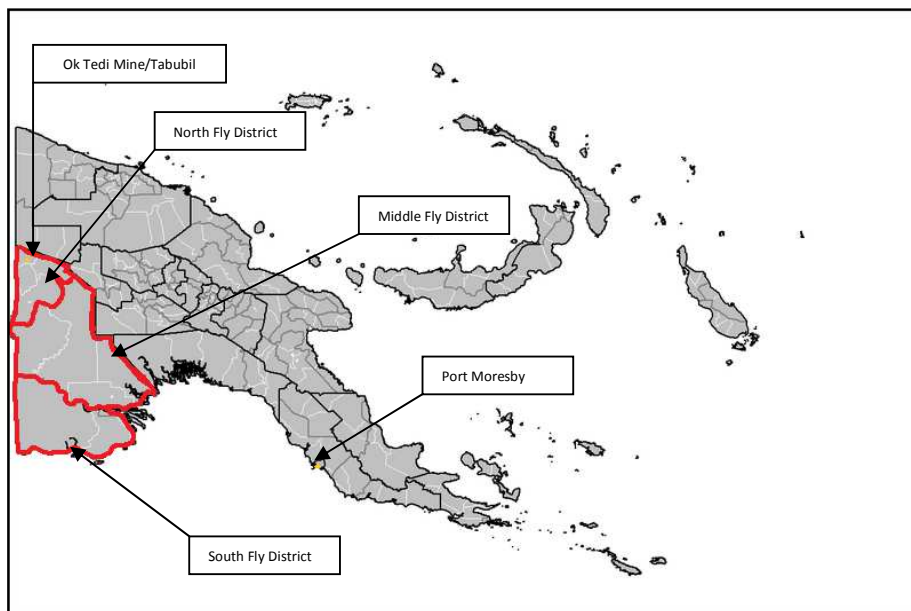 Ok Tedi Mine/Tabubil
North Fly District
Middle Fly District
Port Moresby
South Fly District